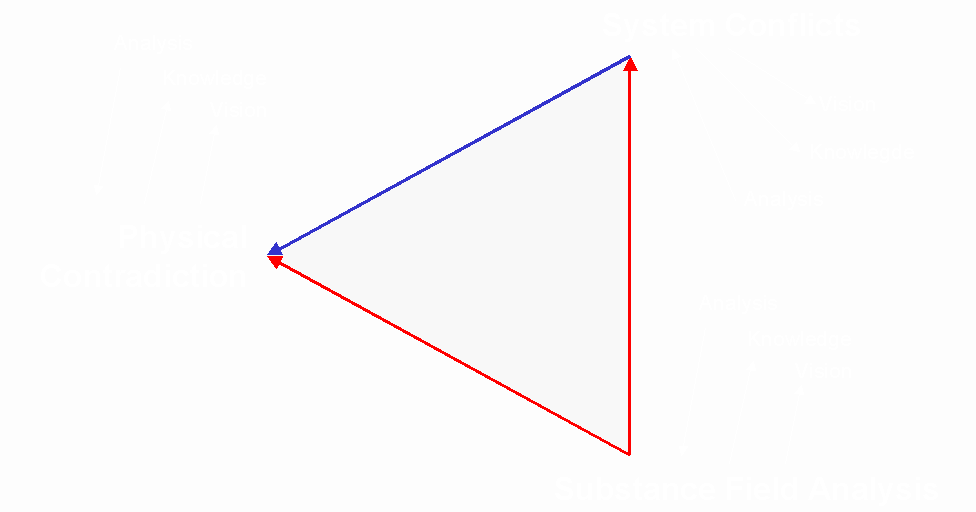 System Conflicts
Analysis
Knowledge
Vision
Vision
Knowledge
Analysis
Physical
Contradiction
Analysis
Knowledge
Vision
Substance Field Analysis